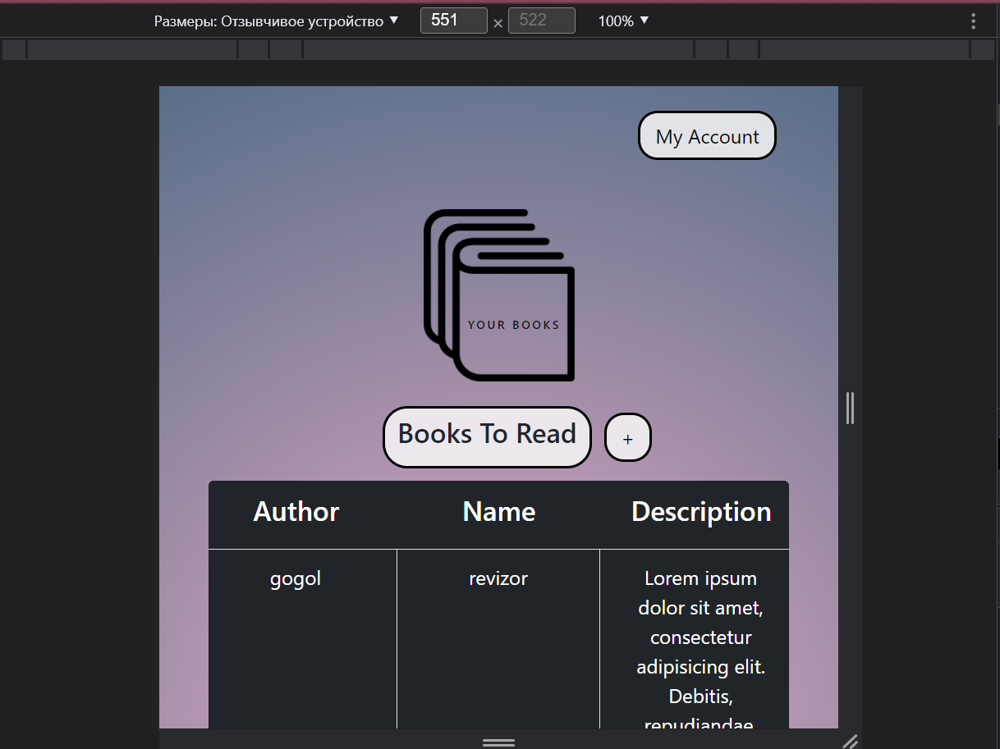 Размеры: Отзывчивое устройство ▼ 551 × 522 100% ▼
My Account
YOUR BOOKS
Books To Read +
Author Name Description
gogol revizor Lorem ipsum
dolor sit amet,
consectetur
adipisicing elit.
Debitis,
repudiandae